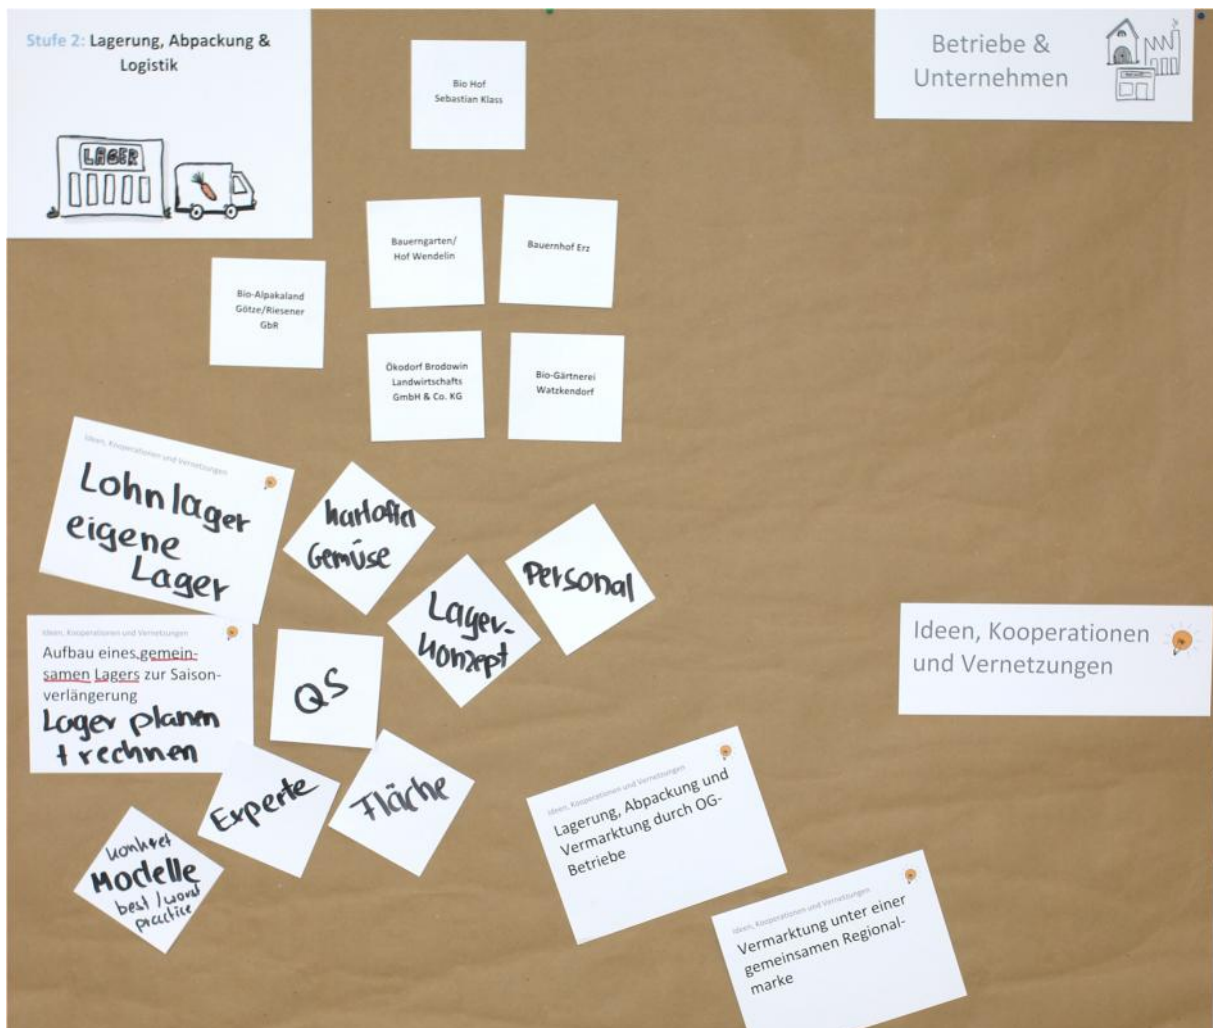 Stufe 2: Lagerung, Abpackung &
Logistik
LAGER
Betriebe &
Unternehmen
Bio Hof
Sebastian Klass
Bauerngarten/
Hof Wendelin
Bauernhof Erz
Bio-Alpakaland
Götze/Riesener
GbR
Ökodorf Brodowin
Landwirtschafts
GmbH & Co. KG
Bio-Gärtnerei
Watzkendorf
Ideen, Kooperationen und Vernetzungen
Lohnlager
eigene
Lager
Kartoffel
Gemüse
Lager-
konzept
Personal
Ideen, Kooperationen und Vernetzungen
Aufbau eines gemein-
samen Lagers zur Saison-
verlängerung
Lager planen
+ rechnen
QS
Experte
Fläche
konkret
Modelle
best / worst
practice
Ideen, Kooperationen
und Vernetzungen
Ideen, Kooperationen und Vernetzungen
Lagerung, Abpackung und
Vermarktung durch OG-
Betriebe
Ideen, Kooperationen und Vernetzungen
Vermarktung unter einer
gemeinsamen Regional-
marke